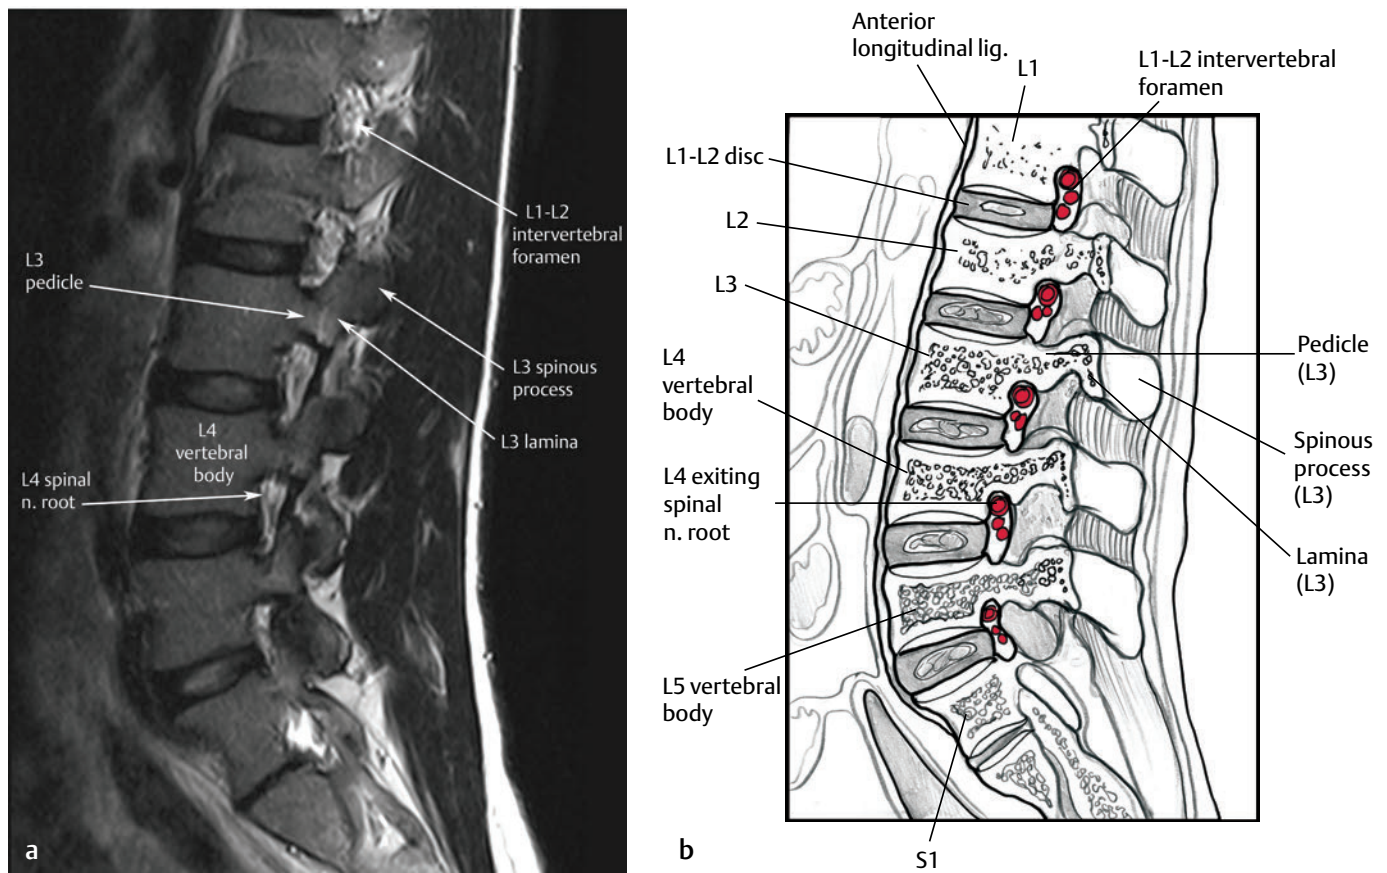 L1-L2
intervertebral
foramen
L3
pedicle
L3 spinous
process
L3 lamina
L4
vertebral
body
L4 spinal
n. root
a
Anterior
longitudinal lig.
L1
L1-L2 intervertebral
foramen
L1-L2 disc
L2
L3
L4
vertebral
body
L4 exiting
spinal
n. root
Pedicle
(L3)
Spinous
process
(L3)
Lamina
(L3)
L5 vertebral
body
S1
b